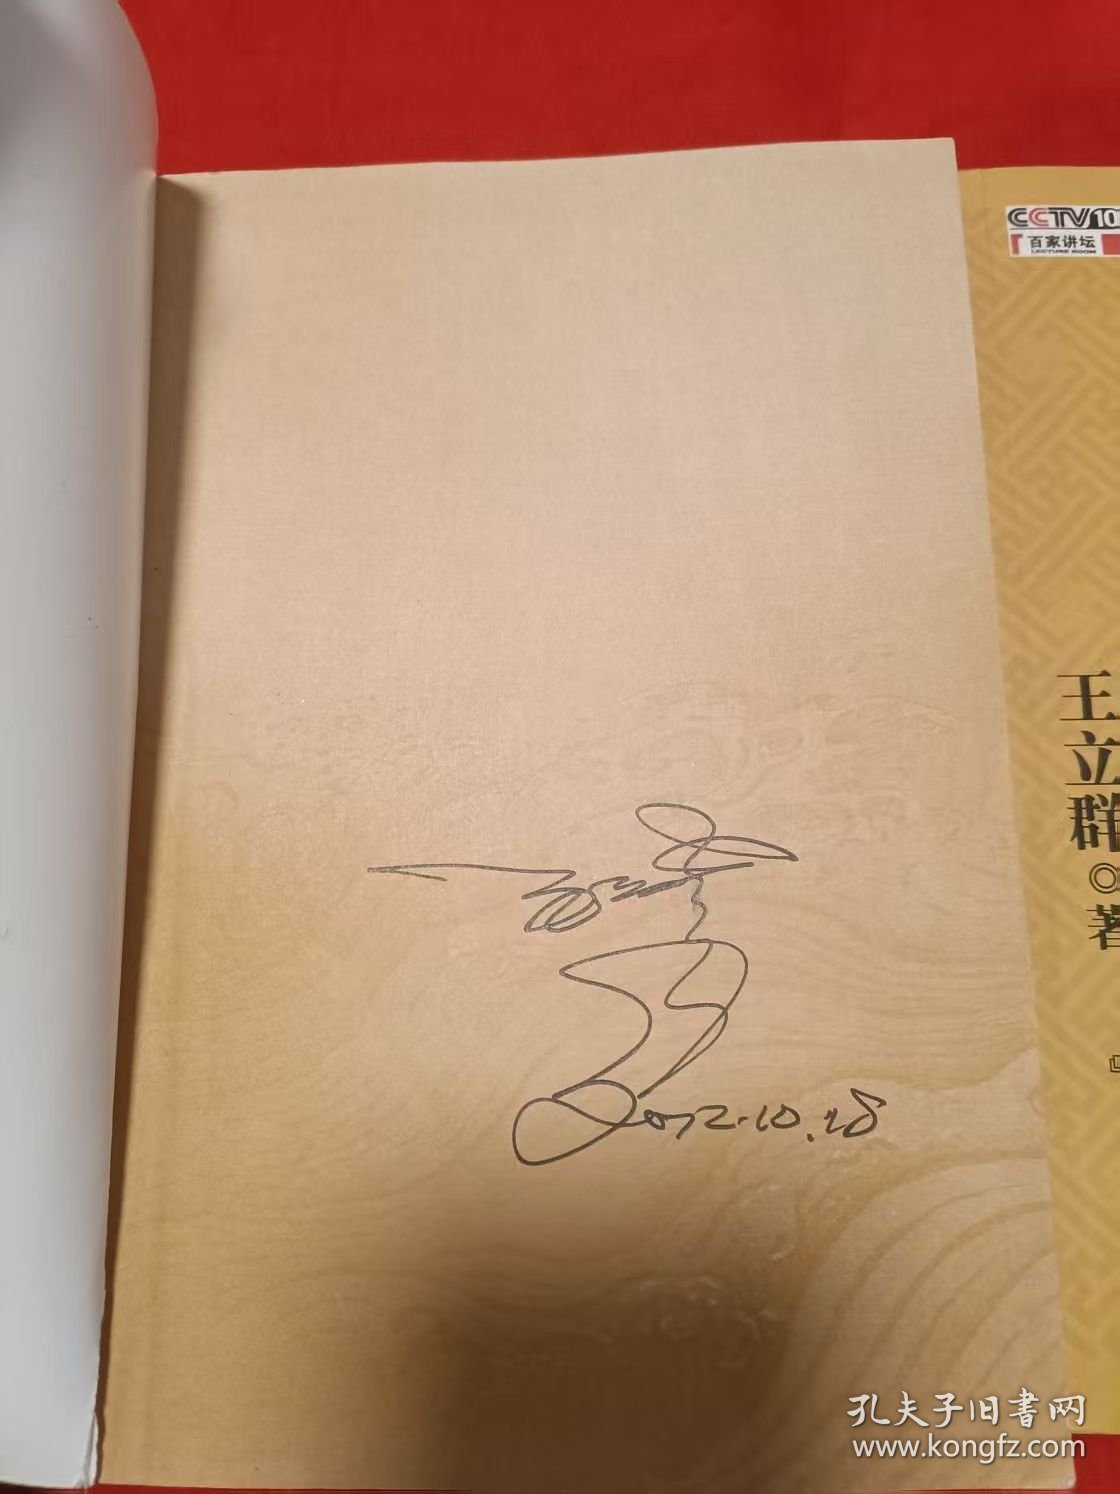 CCTV10
百家讲坛
LECTURE ROOM
王立群
著
2012.10.28
孔夫子旧书网
www.kongfz.com